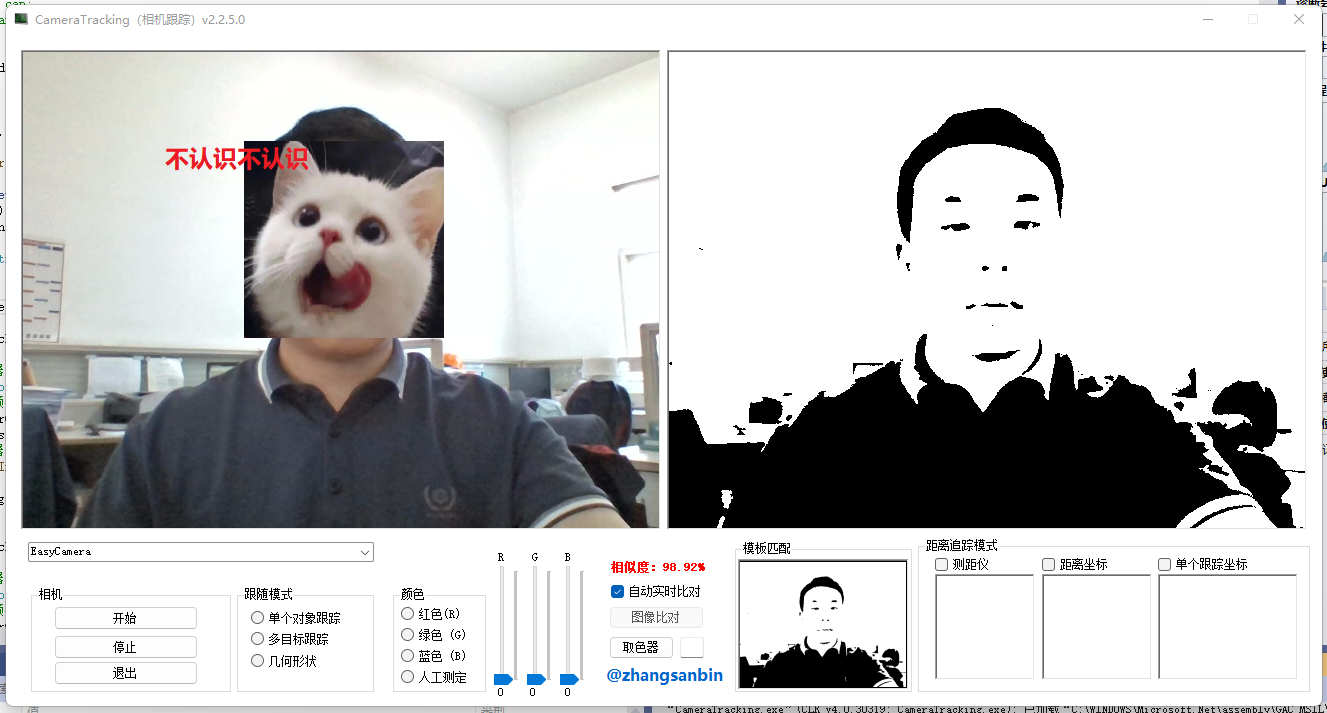 CameraTracking（相机跟踪）v2.2.5.0
不认识不认识
EasyCamera
相机
开始
停止
退出
跟随模式
单个对象跟踪
多目标跟踪
几何形状
颜色
红色(R)
绿色 (G)
蓝色 (B)
人工测定
R G B
0 0 0
相似度：98.92%
自动实时比对
图像比对
取色器
@zhangsanbin
模板匹配
距离追踪模式
测距仪
距离坐标
单个跟踪坐标
"CameraTracking.exe"(CLR v4.0.30319: CameraTracking.exe): 已加载 "C:\WINDOWS\Microsoft.Net\assembly\GAC_MSIL\